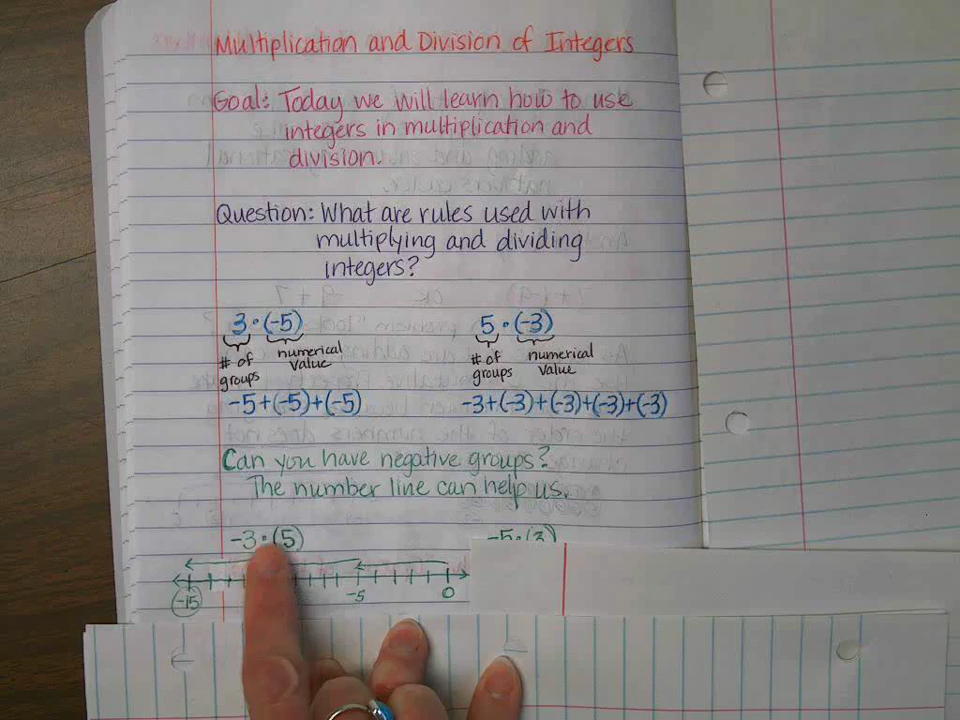 Multiplication and Division of Integers
Goal: Today we will learn how to use
integers in multiplication and
division.
Question: What are rules used with
multiplying and dividing
integers?
3 · (-5)
# of
groups
numerical
value
-5+(-5)+(-5)
5 · (-3)
# of
groups
numerical
value
-3+(-3)+(-3)+(-3)+(-3)
Can you have negative groups?
The number line can help us.
-3 · (5)
-15 -5 0
-5 · (3)